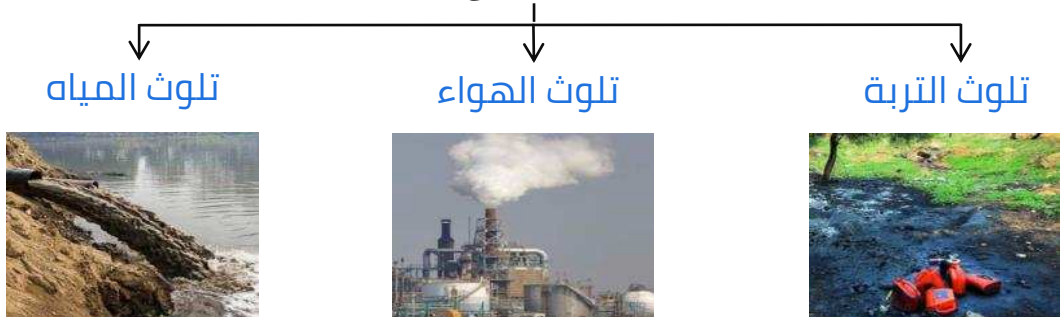 تلوث التربة
تلوث الهواء
تلوث المياه